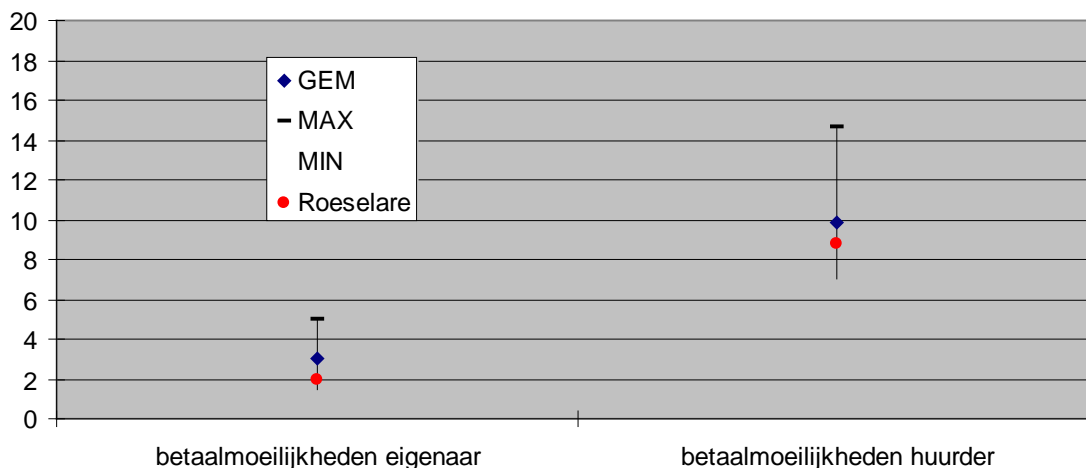 20
18
16
14
12
10
8
6
4
2
0
GEM
MAX
MIN
Roeselare
betaalmoeilijkheden eigenaar
betaalmoeilijkheden huurder